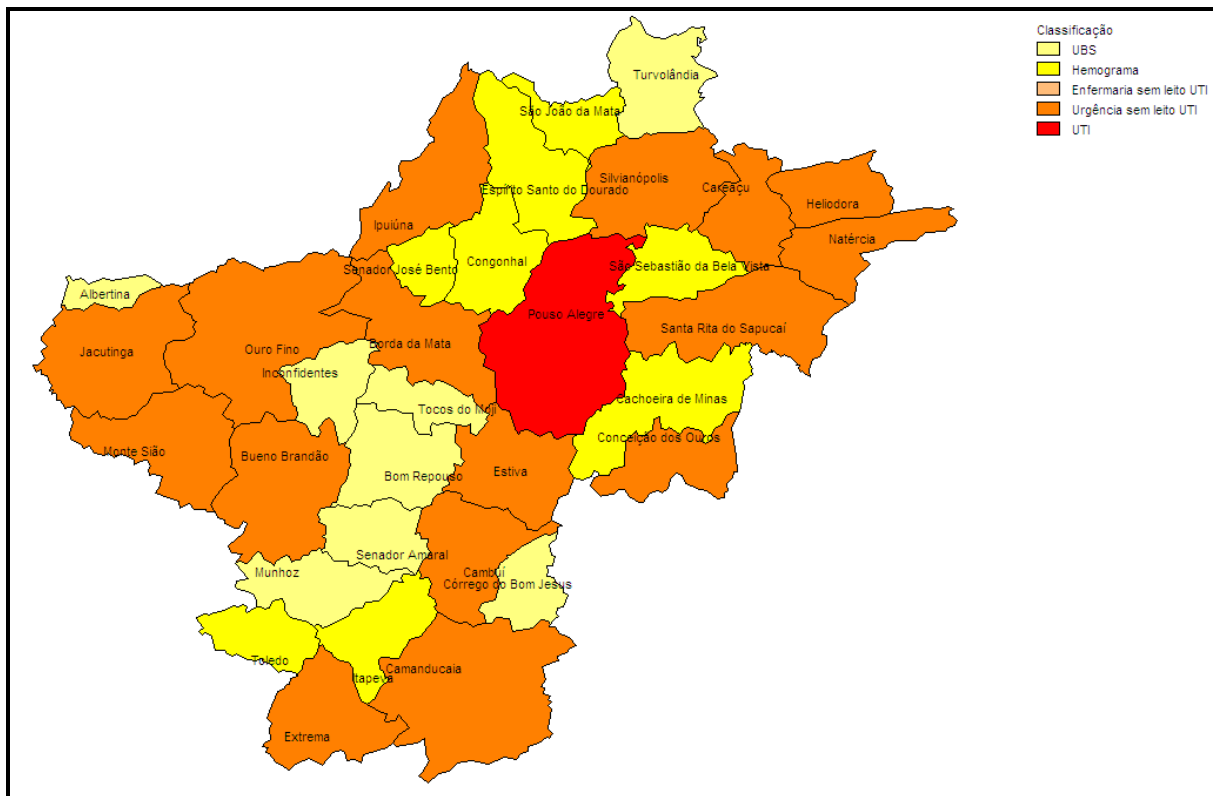 Classificação
UBS
Hemograma
Enfermaria sem leito UTI
Urgência sem leito UTI
UTI
Turvolândia
São João da Mata
Silvianópolis
Careaçu
Espírito Santo do Dourado
Heliodora
Ipuiúna
Natércia
Congonhal
São Sebastião da Bela Vista
Senador José Bento
Albertina
Pouso Alegre
Santa Rita do Sapucaí
Borda da Mata
Ouro Fino
Jacutinga
Inconfidentes
Cachoeira de Minas
Tocos do Moji
Conceição dos Ouros
Monte Sião
Bueno Brandão
Estiva
Bom Repouso
Senador Amaral
Munhoz
Cambuí
Córrego do Bom Jesus
Toledo
Camanducaia
Itapeva
Extrema